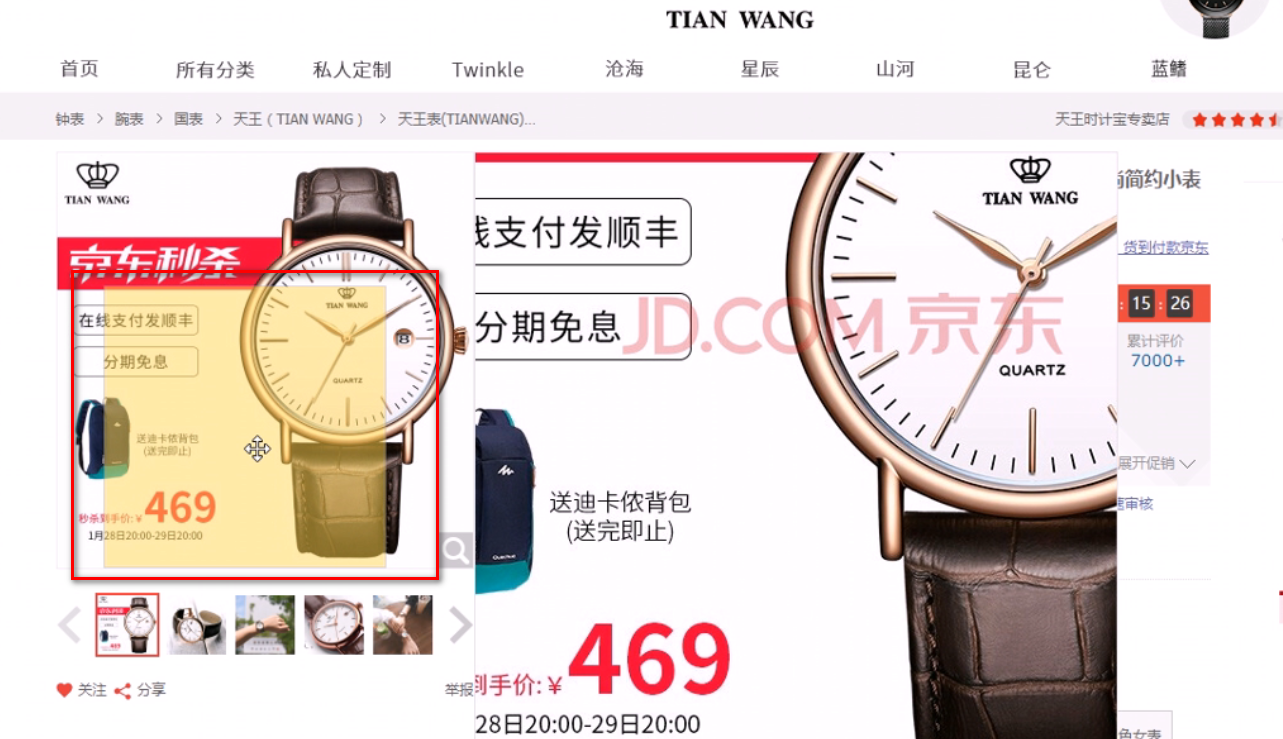 TIAN WANG
首页 所有分类 私人定制 Twinkle 沧海 星辰 山河 昆仑 蓝鳍
钟表 > 腕表 > 国表 > 天王 ( TIAN WANG ) > 天王表(TIANWANG)...
天王时计宝专卖店
TIAN WANG
京东秒杀
在线支付发顺丰
分期免息
送迪卡侬背包
(送完即止)
秒杀到手价:¥469
1月28日20:00-29日20:00
TIAN WANG
QUARTZ
8
关注 分享
举报
线支付发顺丰
分期免息
送迪卡侬背包
(送完即止)
Quechua
到手价:¥469
28日20:00-29日20:00
TIAN WANG
QUARTZ
JD.COM 京东
尚简约小表
货到付款京东
: 15 : 26
累计评价
7000+
展开促销
审核
色女表